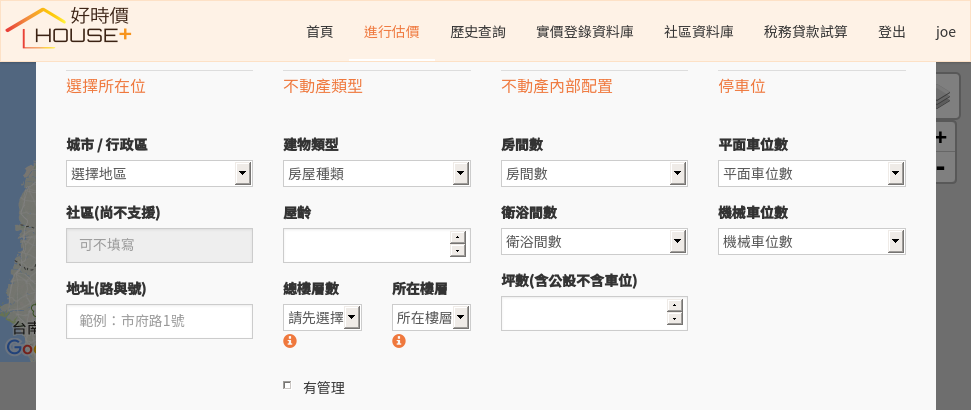 好時價
HOUSE+
首頁 進行估價 歷史查詢 實價登錄資料庫 社區資料庫 稅務貸款試算 登出 joe
選擇所在位 不動產類型 不動產內部配置 停車位
城市 / 行政區 建物類型 房間數 平面車位數
選擇地區 房屋種類 房間數 平面車位數
社區(尚不支援) 屋齡 衛浴間數 機械車位數
可不填寫 衛浴間數 機械車位數
地址(路與號) 總樓層數 所在樓層 坪數(含公設不含車位)
範例：市府路1號 請先選擇 所在樓層
台南
Goo
有管理
+
-